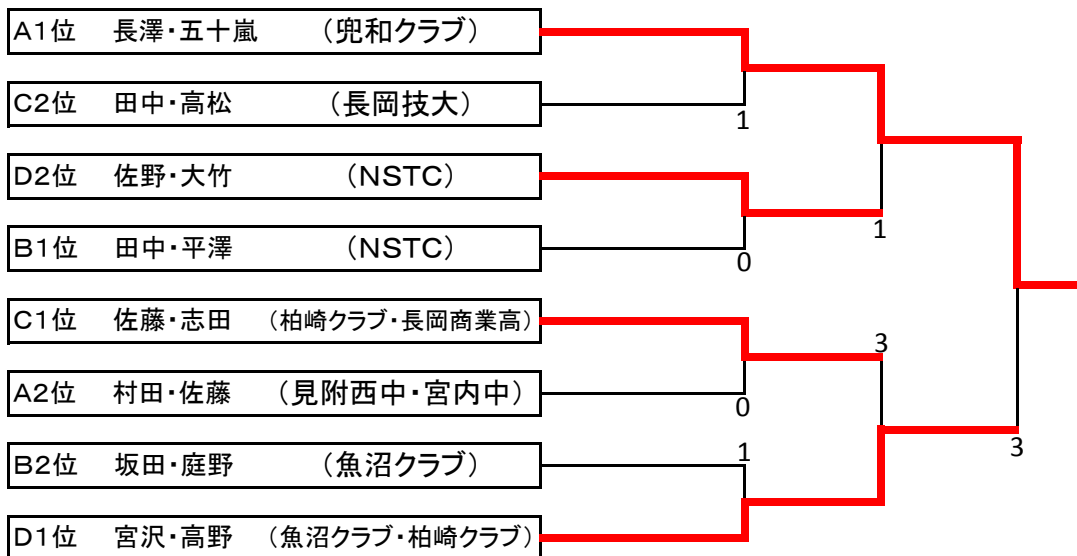 A1位 長澤・五十嵐 (兜和クラブ)
C2位 田中・高松 (長岡技大)
1
D2位 佐野・大竹 (NSTC)
1
B1位 田中・平澤 (NSTC)
0
C1位 佐藤・志田 (柏崎クラブ・長岡商業高)
3
A2位 村田・佐藤 (見附西中・宮内中)
0
B2位 坂田・庭野 (魚沼クラブ)
1
3
D1位 宮沢・高野 (魚沼クラブ・柏崎クラブ)